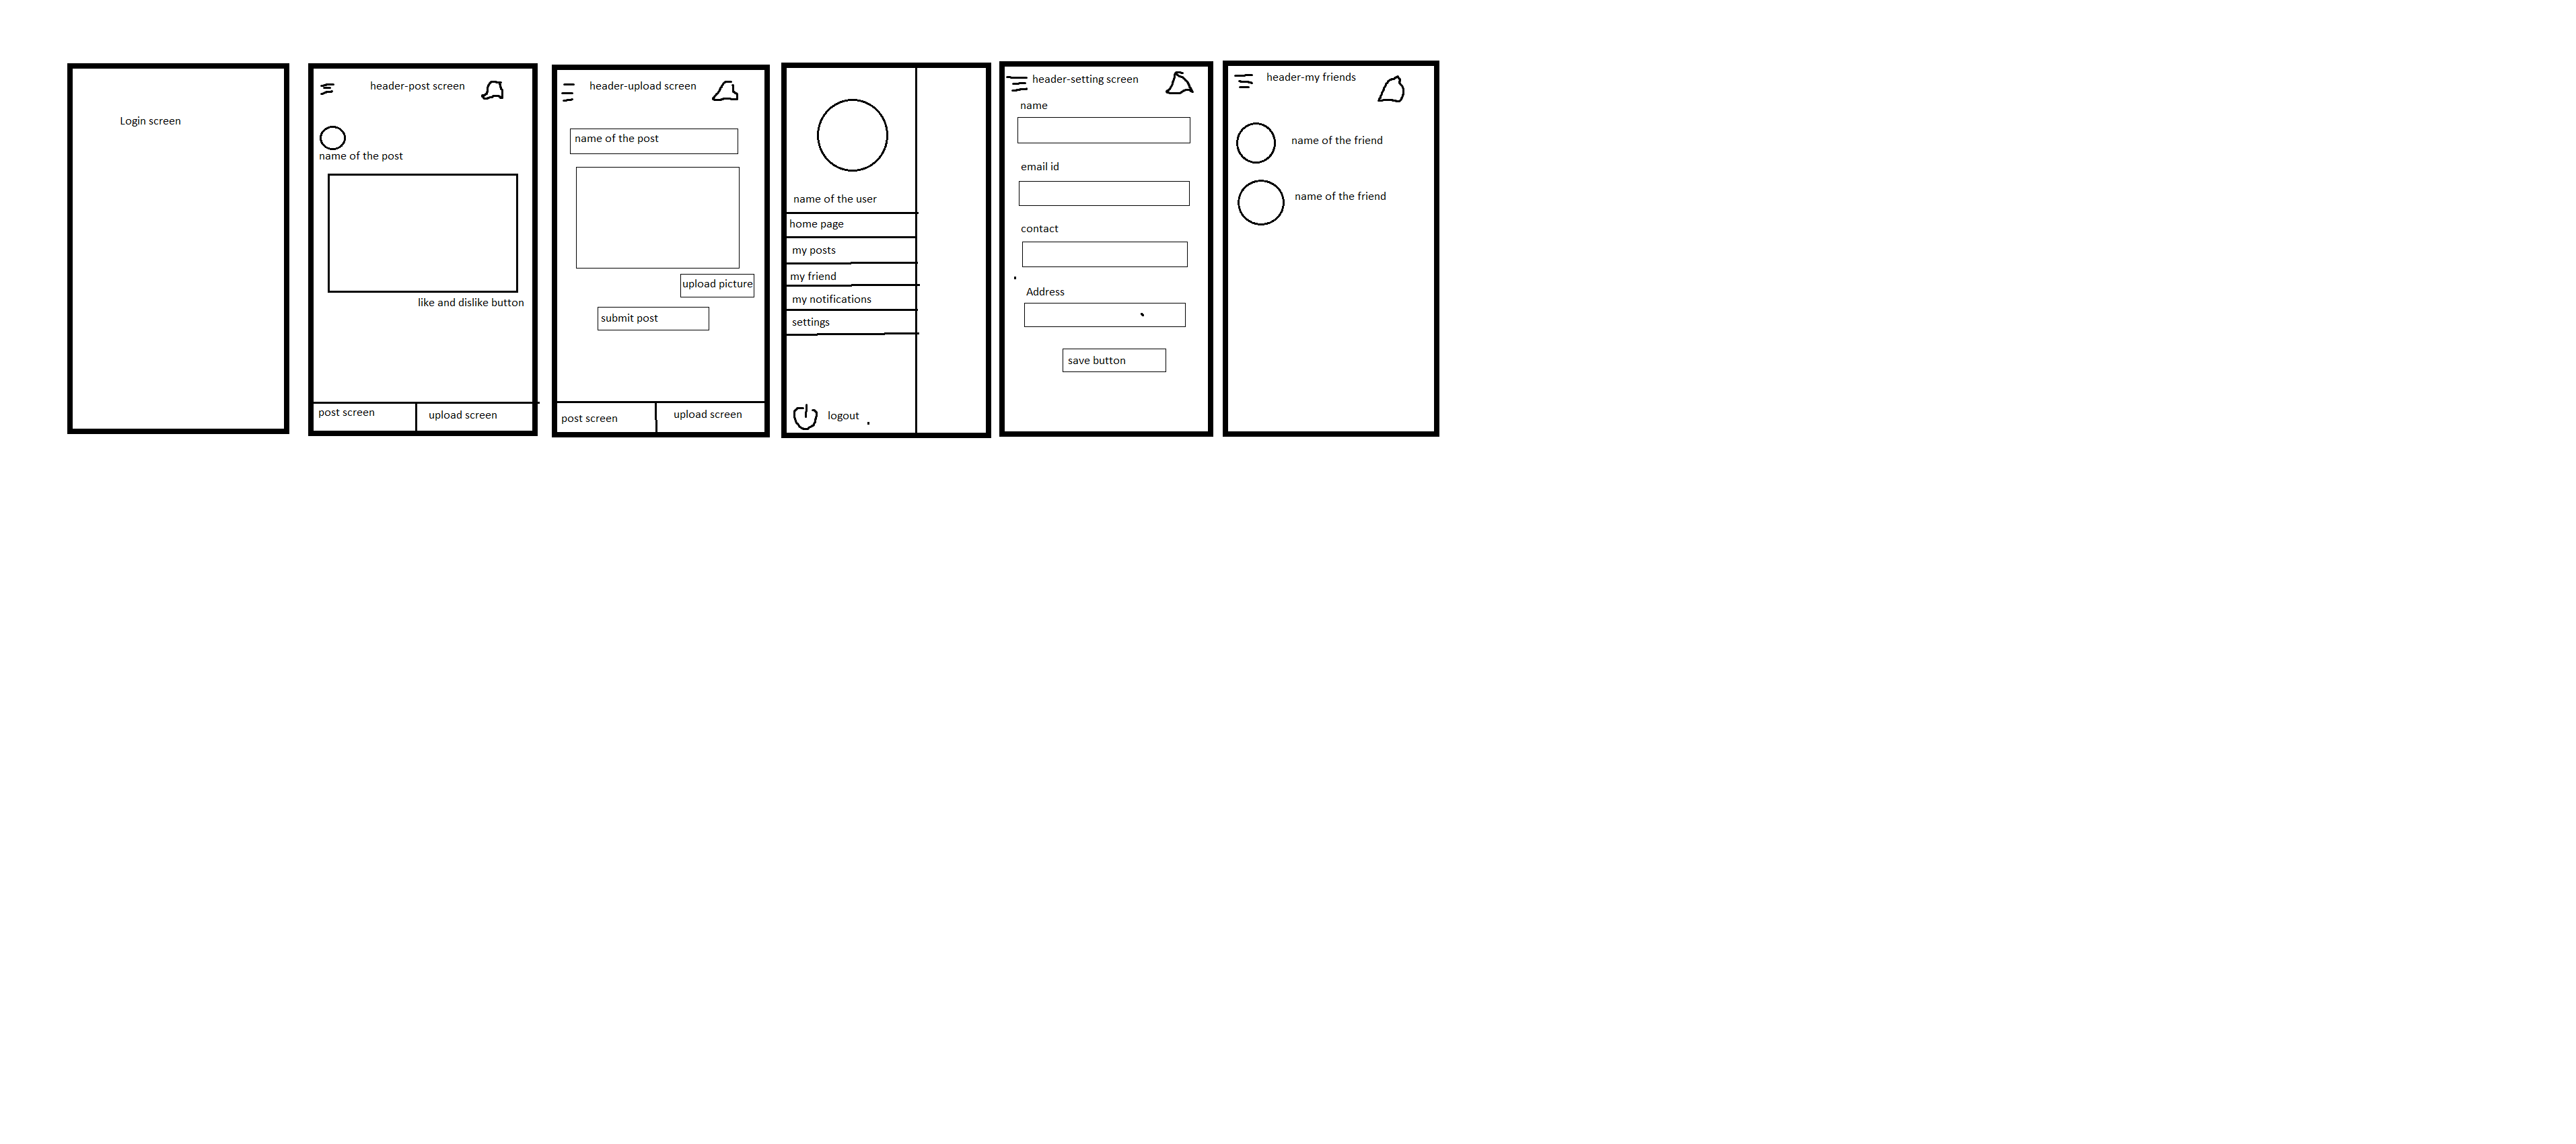 Login screen
header-post screen
name of the post
like and dislike button
post screen
upload screen
header-upload screen
name of the post
upload picture
submit post
post screen
upload screen
name of the user
home page
my posts
my friend
my notifications
settings
logout
header-setting screen
name
email id
contact
Address
save button
header-my friends
name of the friend
name of the friend